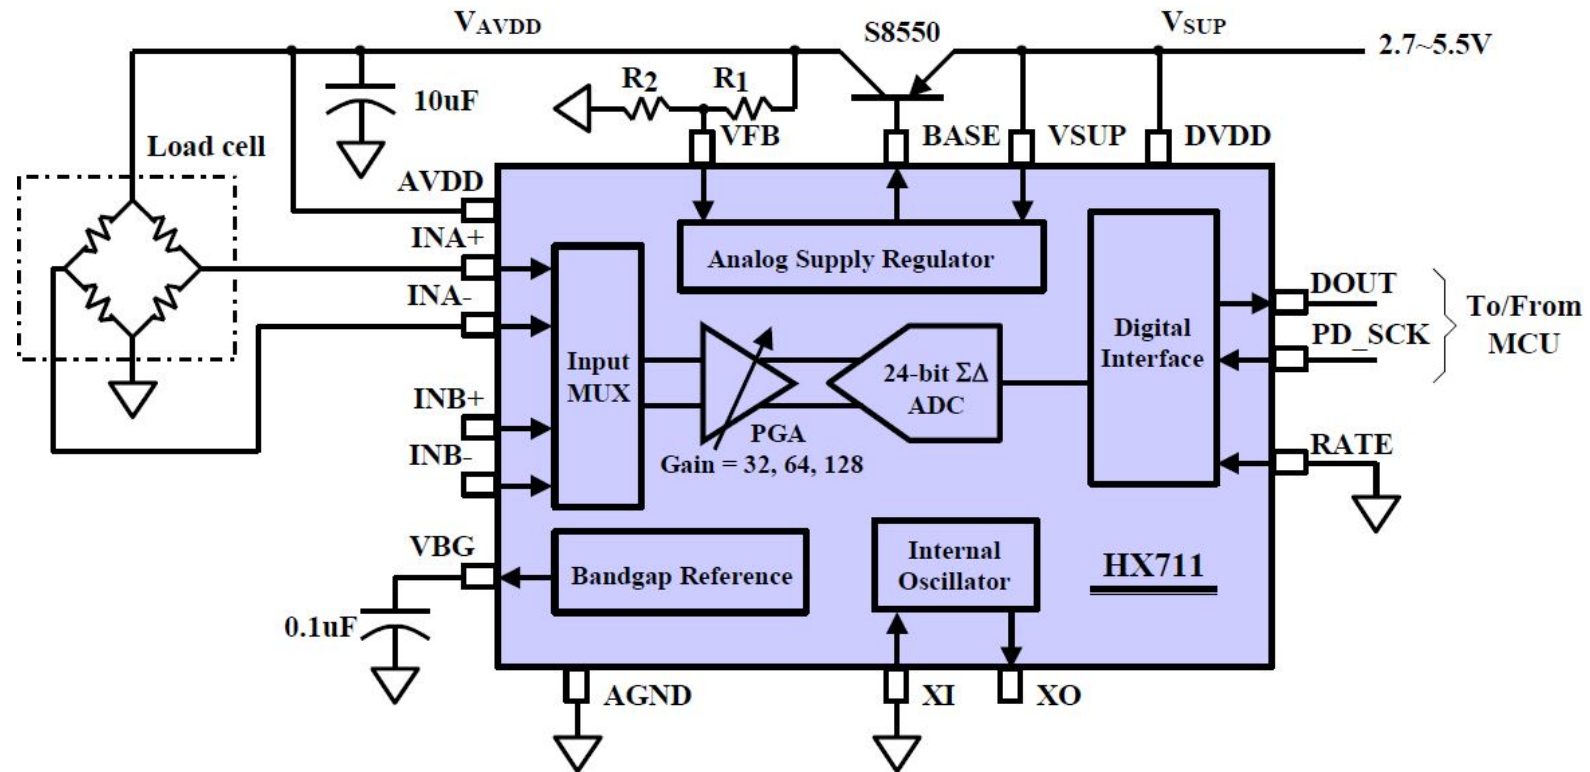 V_AVDD
S8550
V_SUP
2.7~5.5V
10uF
R2
R1
VFB
BASE
VSUP
DVDD
Load cell
AVDD
INA+
INA-
INB+
INB-
VBG
0.1uF
Analog Supply Regulator
Input
MUX
PGA
Gain = 32, 64, 128
24-bit ΣΔ
ADC
Digital
Interface
DOUT
PD_SCK
To/From
MCU
RATE
Bandgap Reference
Internal
Oscillator
HX711
AGND
XI
XO